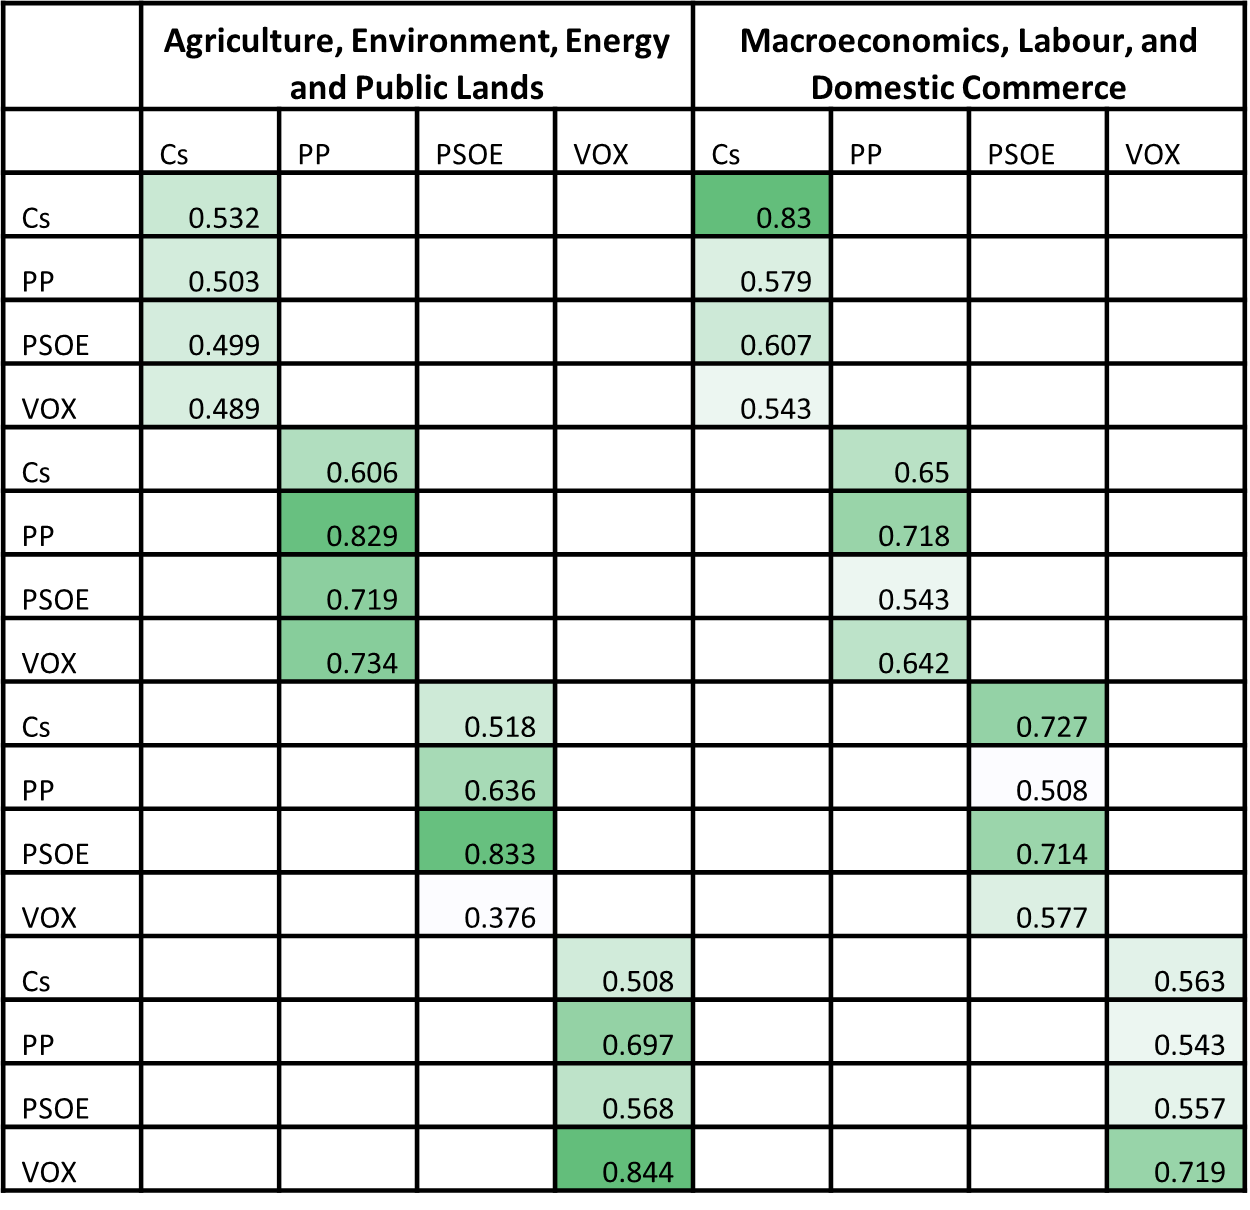 Agriculture, Environment, Energy and Public Lands Macroeconomics, Labour, and Domestic Commerce
Cs PP PSOE VOX Cs PP PSOE VOX
Cs 0.532 0.83
PP 0.503 0.579
PSOE 0.499 0.607
VOX 0.489 0.543
Cs 0.606 0.65
PP 0.829 0.718
PSOE 0.719 0.543
VOX 0.734 0.642
Cs 0.518 0.727
PP 0.636 0.508
PSOE 0.833 0.714
VOX 0.376 0.577
Cs 0.508 0.563
PP 0.697 0.543
PSOE 0.568 0.557
VOX 0.844 0.719